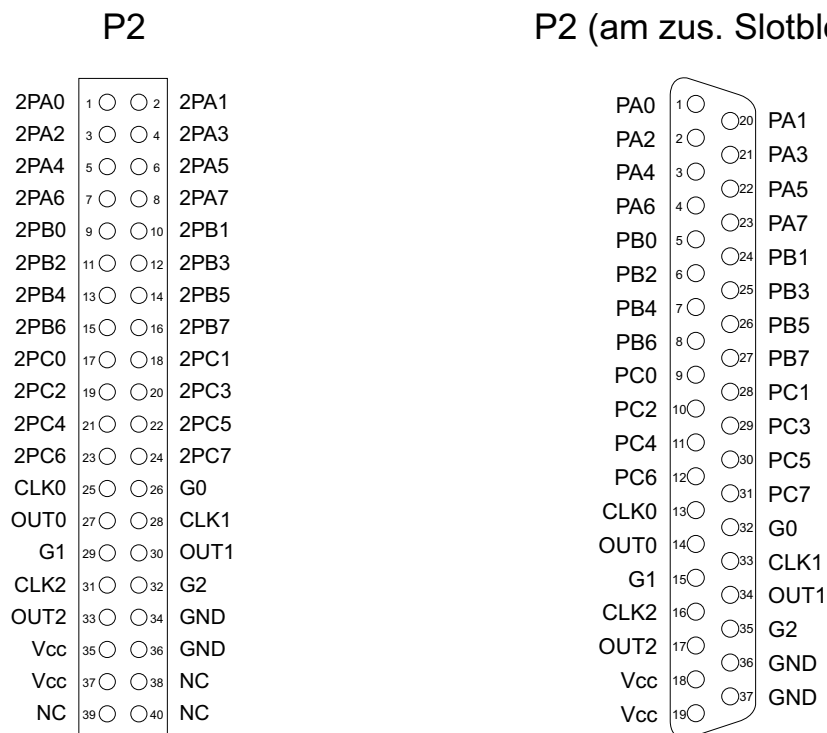 P2
2PA0 1 2 2PA1
2PA2 3 4 2PA3
2PA4 5 6 2PA5
2PA6 7 8 2PA7
2PB0 9 10 2PB1
2PB2 11 12 2PB3
2PB4 13 14 2PB5
2PB6 15 16 2PB7
2PC0 17 18 2PC1
2PC2 19 20 2PC3
2PC4 21 22 2PC5
2PC6 23 24 2PC7
CLK0 25 26 G0
OUT0 27 28 CLK1
G1 29 30 OUT1
CLK2 31 32 G2
OUT2 33 34 GND
Vcc 35 36 GND
Vcc 37 38 NC
NC 39 40 NC
P2 (am zus. Slotble
PA0 1
20 PA1
PA2 2
21 PA3
PA4 3
22 PA5
PA6 4
23 PA7
PB0 5
24 PB1
PB2 6
25 PB3
PB4 7
26 PB5
PB6 8
27 PB7
PC0 9
28 PC1
PC2 10
29 PC3
PC4 11
30 PC5
PC6 12
31 PC7
CLK0 13
32 G0
OUT0 14
33 CLK1
G1 15
34 OUT1
CLK2 16
35 G2
OUT2 17
36 GND
Vcc 18
37 GND
Vcc 19